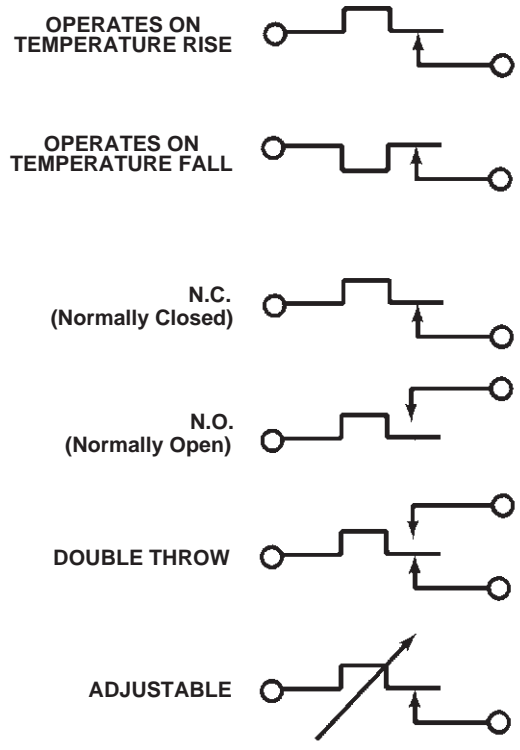 OPERATES ON
TEMPERATURE RISE
OPERATES ON
TEMPERATURE FALL
N.C.
(Normally Closed)
N.O.
(Normally Open)
DOUBLE THROW
ADJUSTABLE